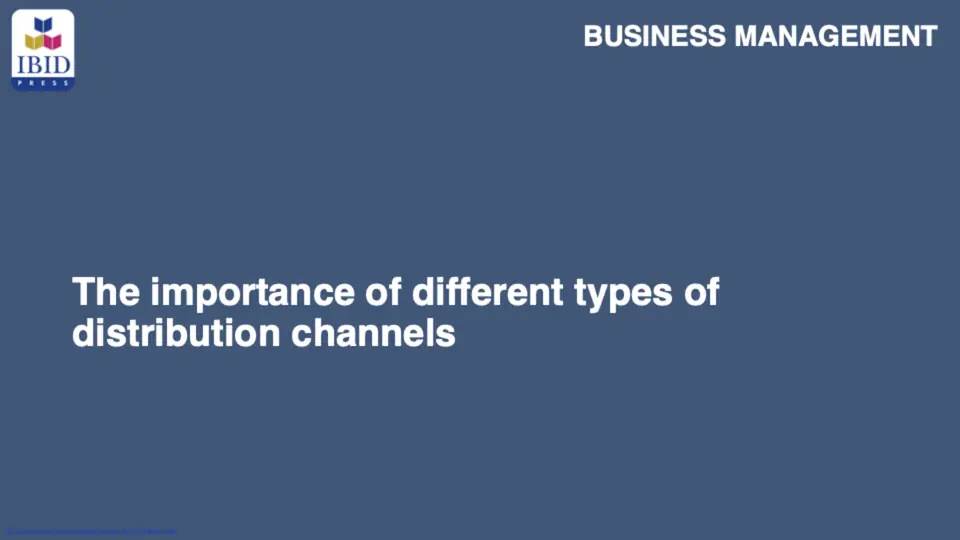 IBID
PRESS
BUSINESS MANAGEMENT
The importance of different types of
distribution channels